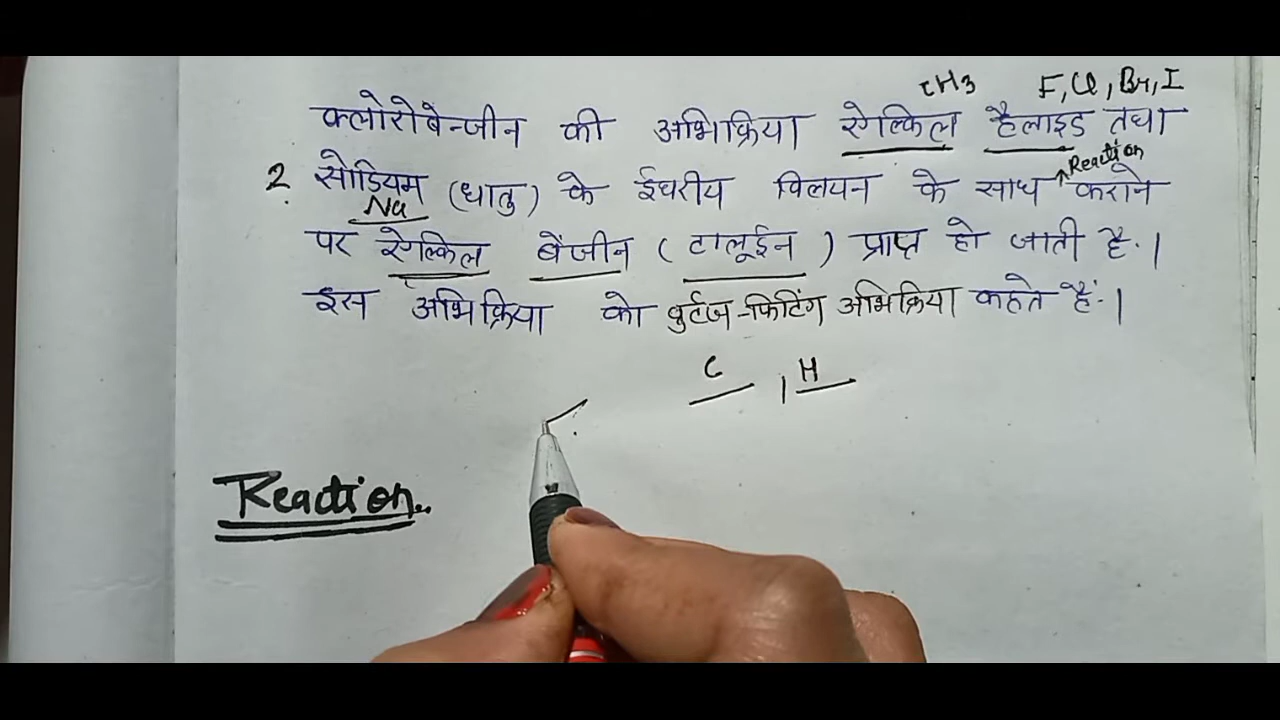 CH3 F, Cl, Br, I
क्लोरोबेन्जीन की अभिक्रिया ऐल्किल हैलाइड तथा
Reaction
2 सोडियम (धातु) के ईथरीय विलयन के साथ कराने
Na
पर ऐल्किल बेंजीन (टालूईन) प्राप्त हो जाती है।
इस अभिक्रिया को वुर्टज-फिटिंग अभिक्रिया कहते हैं।
C, H
Reaction..